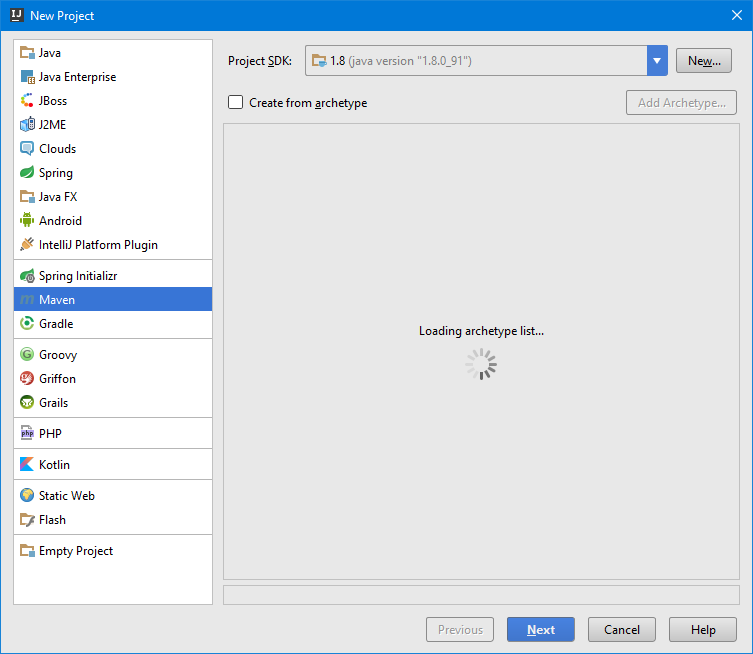 New Project
Java
Java Enterprise
JBoss
J2ME
Clouds
Spring
Java FX
Android
IntelliJ Platform Plugin
Spring Initializr
Maven
Gradle
Groovy
Griffon
Grails
PHP
Kotlin
Static Web
Flash
Empty Project
Project SDK: 1.8 (java version "1.8.0_91") New...
Create from archetype Add Archetype...
Loading archetype list...
Previous Next Cancel Help